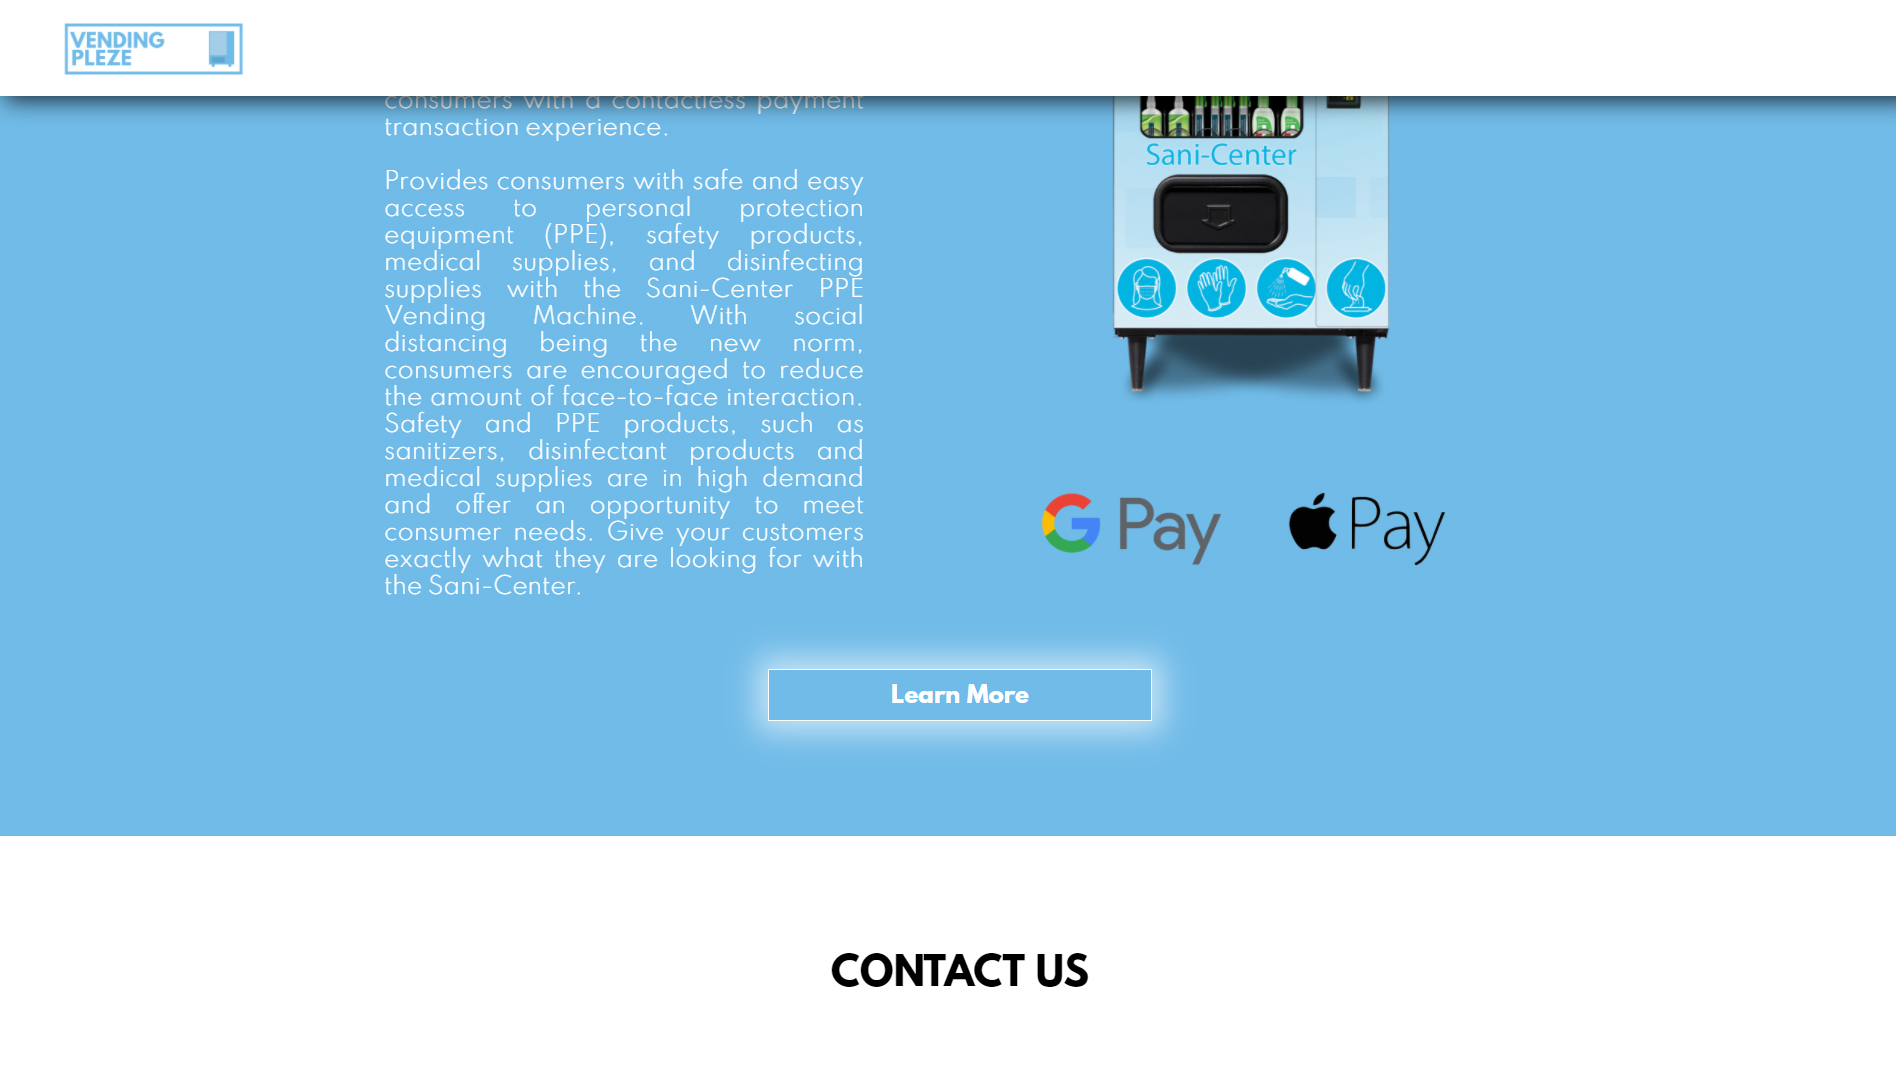 VENDING
PLEZE
consumers with a contactless payment
transaction experience.
Provides consumers with safe and easy
access to personal protection
equipment (PPE), safety products,
medical supplies, and disinfecting
supplies with the Sani-Center PPE
Vending Machine. With social
distancing being the new norm,
consumers are encouraged to reduce
the amount of face-to-face interaction.
Safety and PPE products, such as
sanitizers, disinfectant products and
medical supplies are in high demand
and offer an opportunity to meet
consumer needs. Give your customers
exactly what they are looking for with
the Sani-Center.
Sani-Center
G Pay
Pay
Learn More
CONTACT US